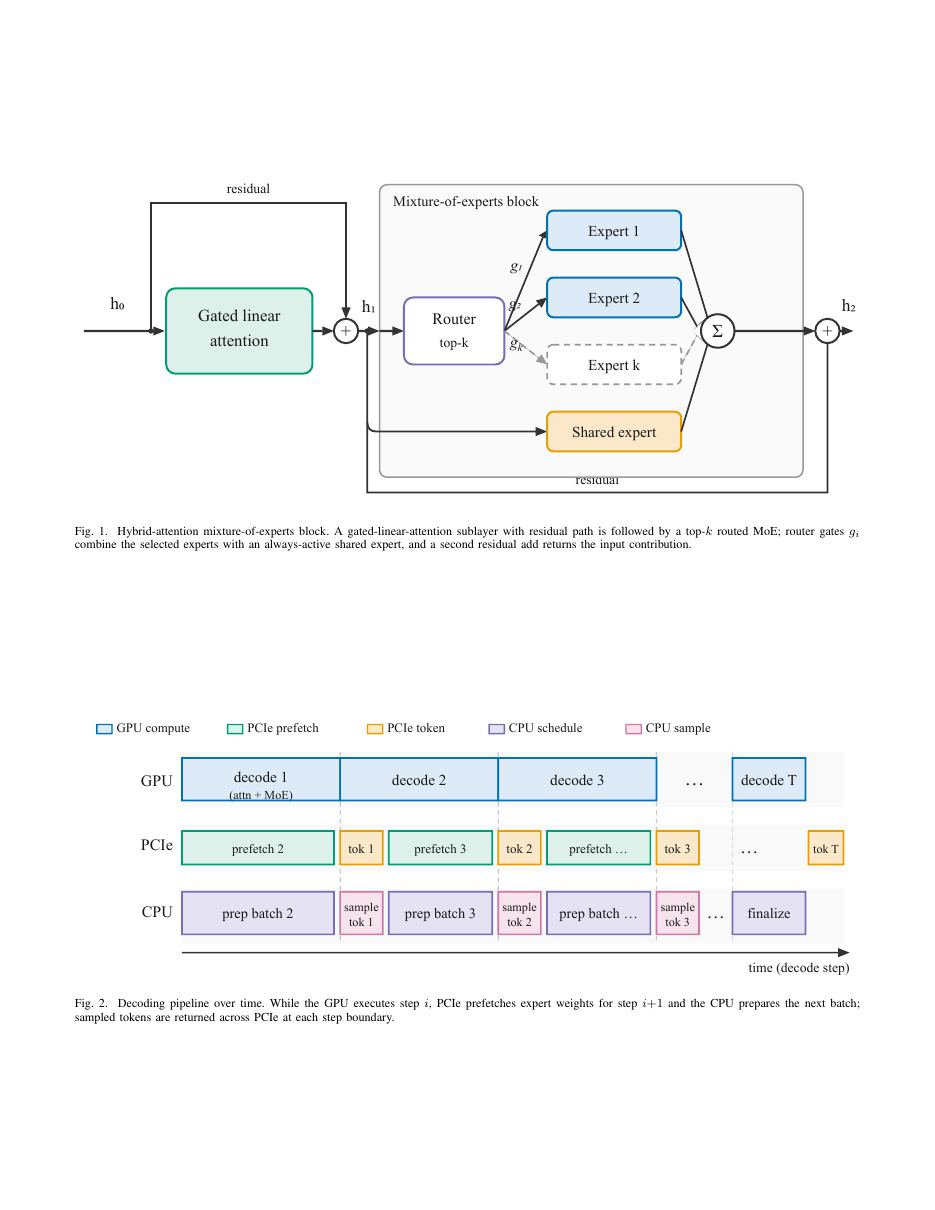 residual
Mixture-of-experts block
Expert 1
g₁
h₀
h₁
h₂
g₂
Expert 2
Gated linear
attention
+
Router
top-k
Σ
+
gₖ
Expert k
Shared expert
residual
Fig. 1. Hybrid-attention mixture-of-experts block. A gated-linear-attention sublayer with residual path is followed by a top-k routed MoE; router gates gᵢ
combine the selected experts with an always-active shared expert, and a second residual add returns the input contribution.
GPU compute PCIe prefetch PCIe token CPU schedule CPU sample
GPU
decode 1
(attn + MoE)
decode 2
decode 3
…
decode T
PCIe
prefetch 2
tok 1
prefetch 3
tok 2
prefetch …
tok 3
…
tok T
CPU
prep batch 2
sample
tok 1
prep batch 3
sample
tok 2
prep batch …
sample
tok 3
…
finalize
time (decode step)
Fig. 2. Decoding pipeline over time. While the GPU executes step i, PCIe prefetches expert weights for step i+1 and the CPU prepares the next batch;
sampled tokens are returned across PCIe at each step boundary.